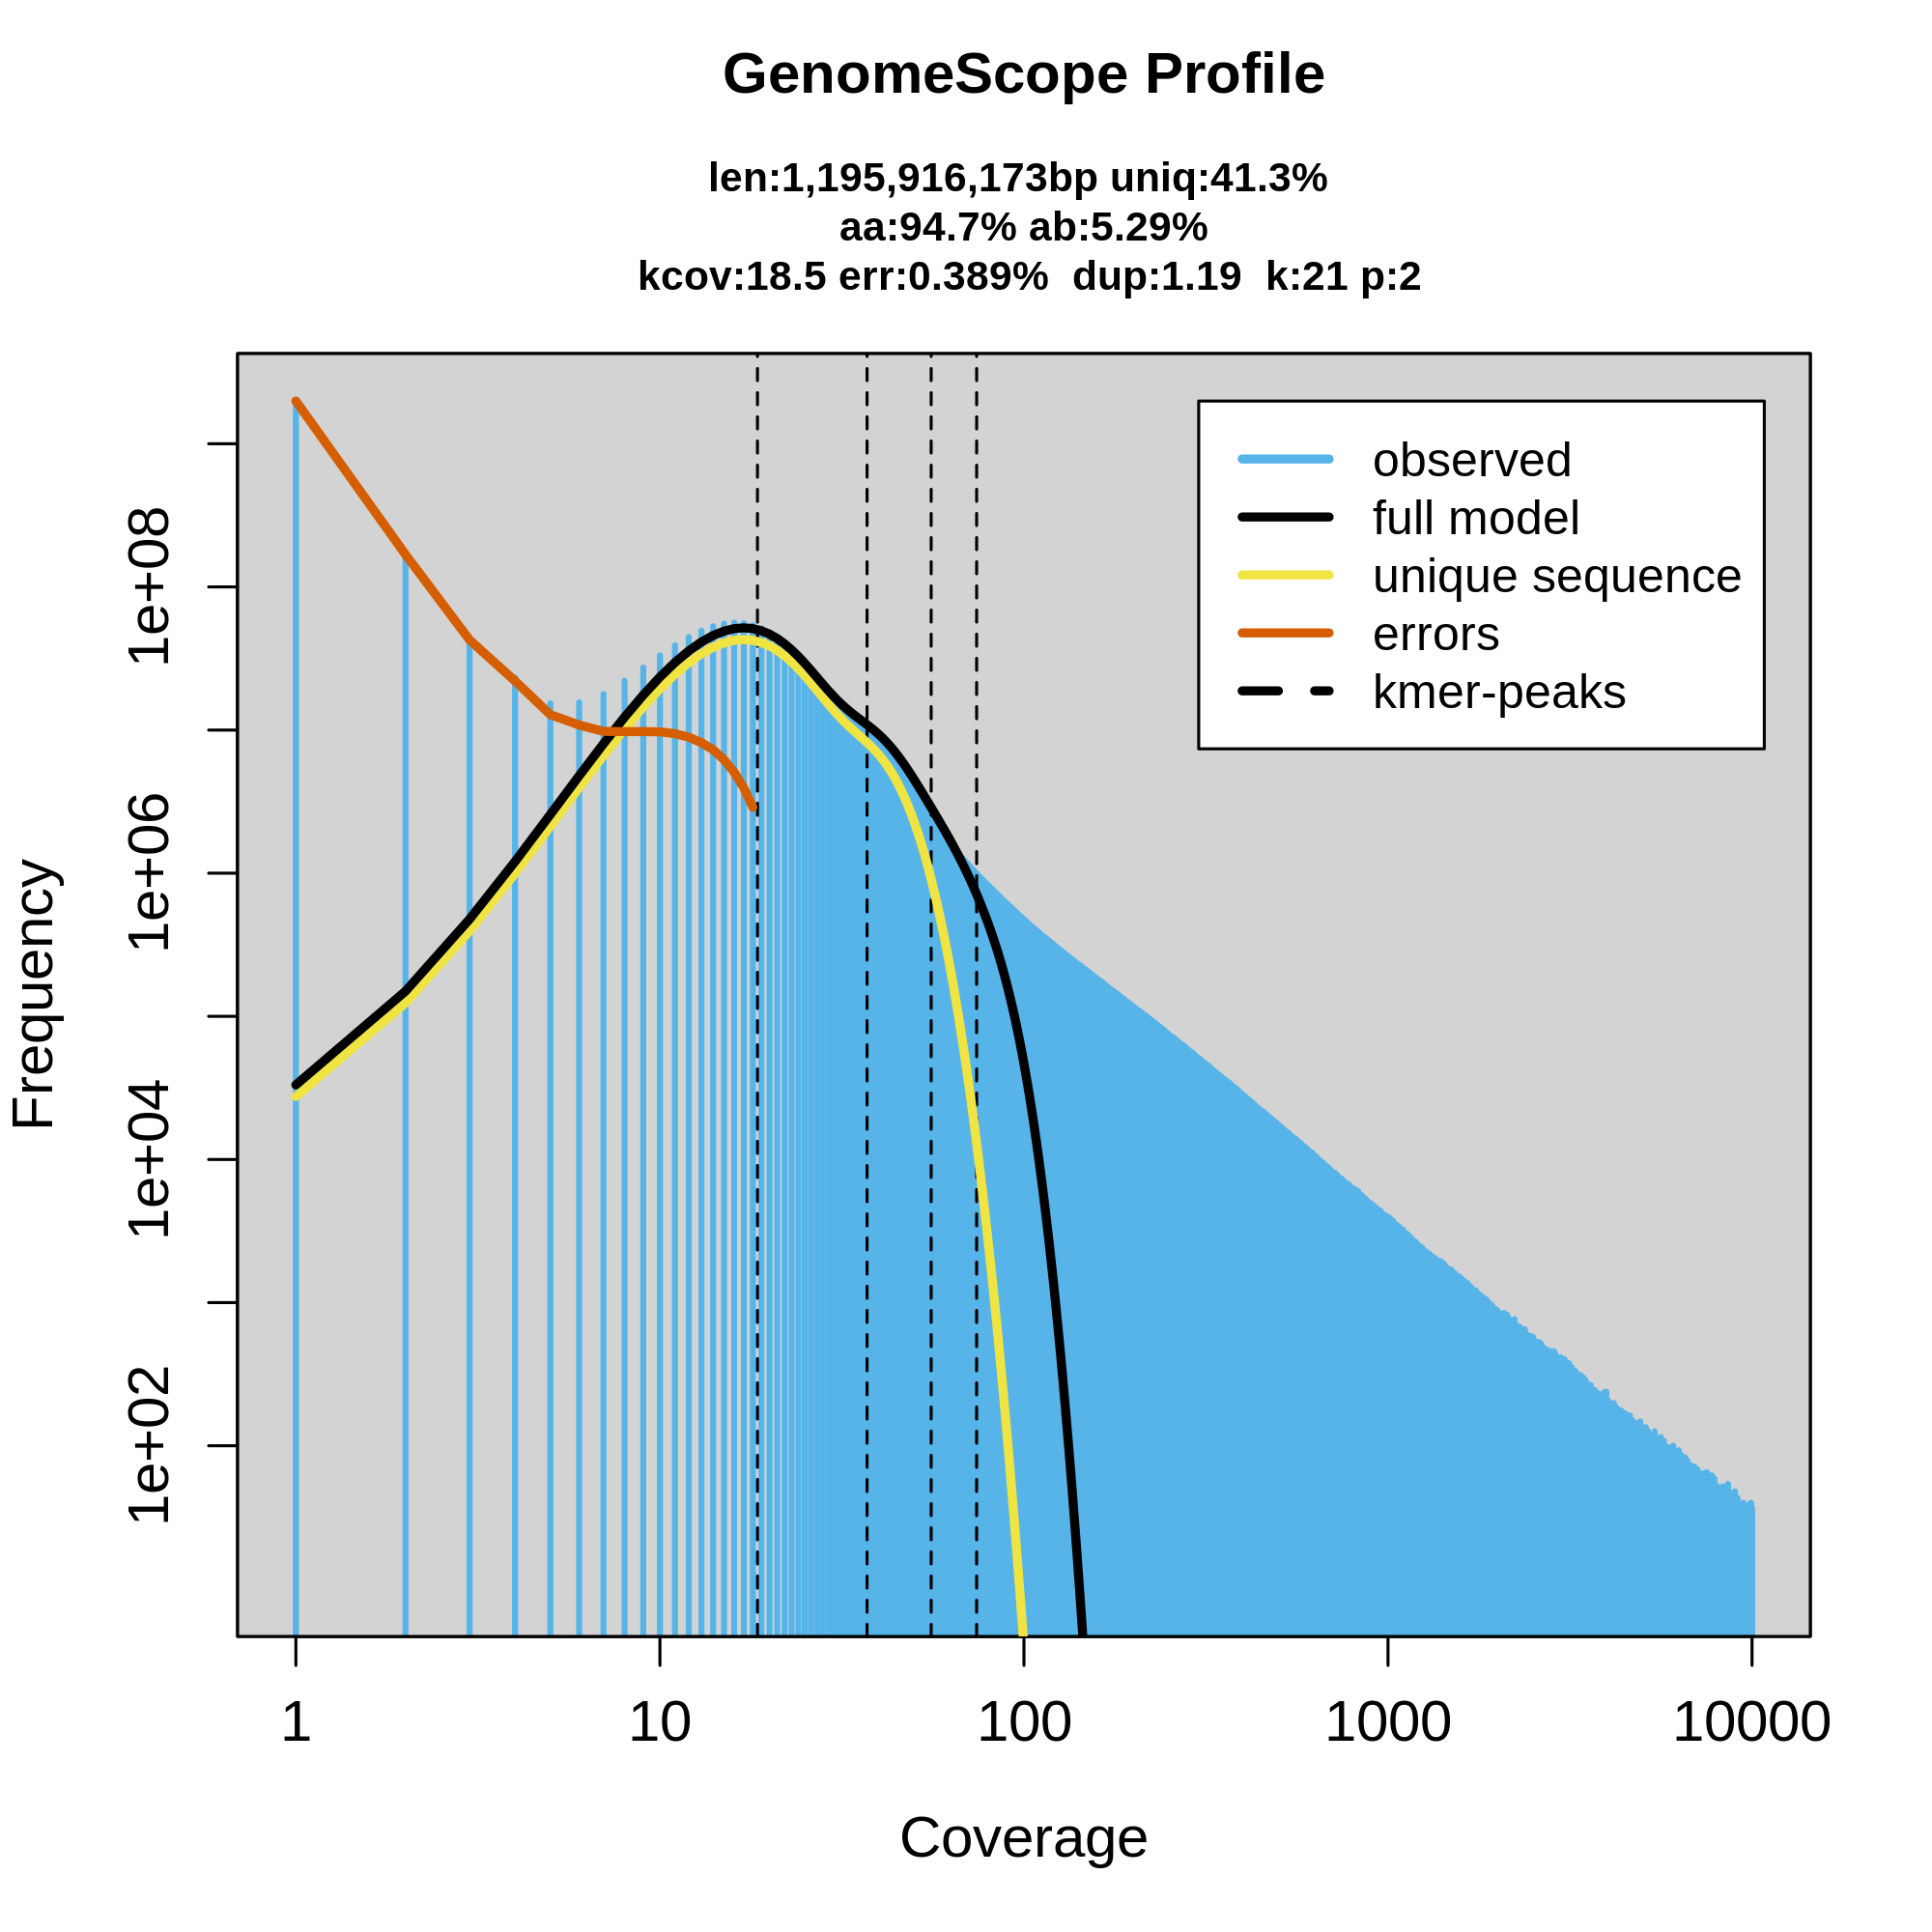 GenomeScope Profile
len:1,195,916,173bp uniq:41.3%
aa:94.7% ab:5.29%
kcov:18.5 err:0.389%  dup:1.19  k:21 p:2
observed
full model
unique sequence
errors
kmer-peaks
Frequency
1e+08
1e+06
1e+04
1e+02
1 10 100 1000 10000
Coverage